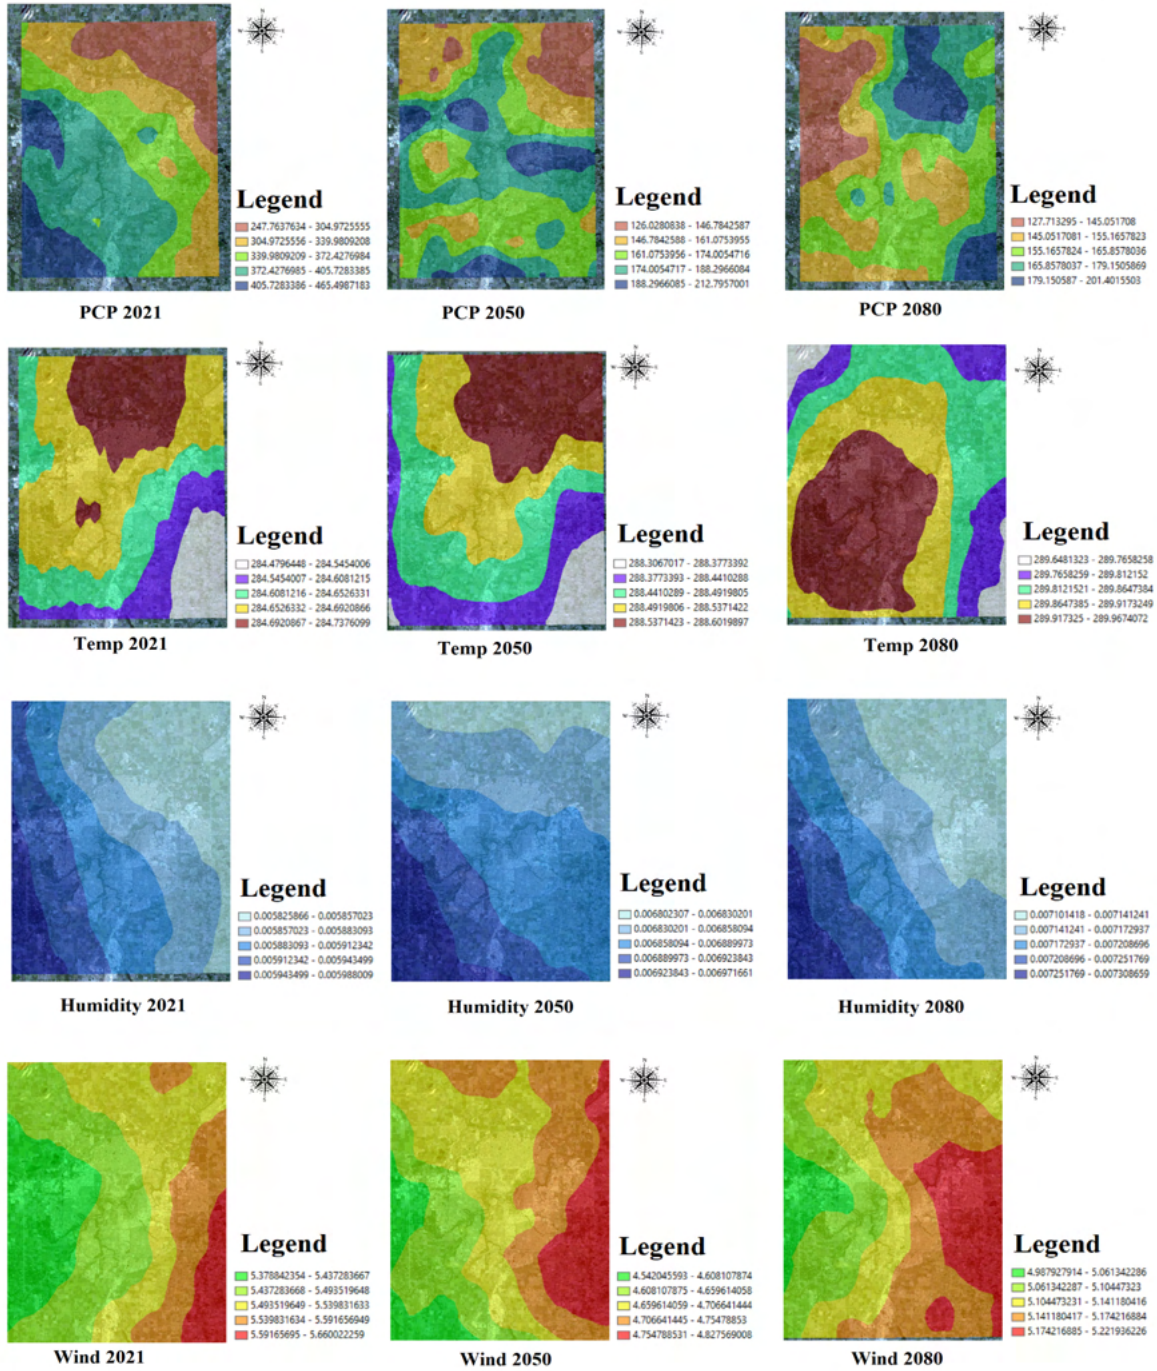 N
W
E
S
N
W
E
S
N
W
E
S
Legend
247.7637634 - 304.9725555
304.9725556 - 339.9809208
339.9809209 - 372.4276984
372.4276985 - 405.7283385
405.7283386 - 465.4987183
PCP 2021
Legend
126.0280838 - 146.7842587
146.7842588 - 161.0753955
161.0753956 - 174.0054716
174.0054717 - 188.2966084
188.2966085 - 212.7957001
PCP 2050
Legend
127.713295 - 145.051708
145.0517081 - 155.1657823
155.1657824 - 165.8578036
165.8578037 - 179.1505869
179.150587 - 201.4015503
PCP 2080
N
W
E
S
N
W
E
S
N
W
E
S
Legend
284.4796448 - 284.5454006
284.5454007 - 284.6081215
284.6081216 - 284.6526331
284.6526332 - 284.6920866
284.6920867 - 284.7376099
Temp 2021
Legend
288.3067017 - 288.3773392
288.3773393 - 288.4410288
288.4410289 - 288.4919805
288.4919806 - 288.5371422
288.5371423 - 288.6019897
Temp 2050
Legend
289.6481323 - 289.7658258
289.7658259 - 289.812152
289.8121521 - 289.8647384
289.8647385 - 289.9173249
289.917325 - 289.9674072
Temp 2080
N
W
E
S
N
W
E
S
N
W
E
S
Legend
0.005825866 - 0.005857023
0.005857023 - 0.005883093
0.005883093 - 0.005912342
0.005912342 - 0.005943499
0.005943499 - 0.005988009
Humidity 2021
Legend
0.006802307 - 0.006830201
0.006830201 - 0.006858094
0.006858094 - 0.006889973
0.006889973 - 0.006923843
0.006923843 - 0.006971661
Humidity 2050
Legend
0.007101418 - 0.007141241
0.007141241 - 0.007172937
0.007172937 - 0.007208696
0.007208696 - 0.007251769
0.007251769 - 0.007308659
Humidity 2080
N
W
E
S
N
W
E
S
N
W
E
S
Legend
5.378842354 - 5.437283667
5.437283668 - 5.493519648
5.493519649 - 5.539831633
5.539831634 - 5.591656949
5.59165695 - 5.660022259
Wind 2021
Legend
4.542045593 - 4.608107874
4.608107875 - 4.659614058
4.659614059 - 4.706641444
4.706641445 - 4.75478853
4.754788531 - 4.827569008
Wind 2050
Legend
4.987927914 - 5.061342286
5.061342287 - 5.10447323
5.104473231 - 5.141180416
5.141180417 - 5.174216884
5.174216885 - 5.221936226
Wind 2080